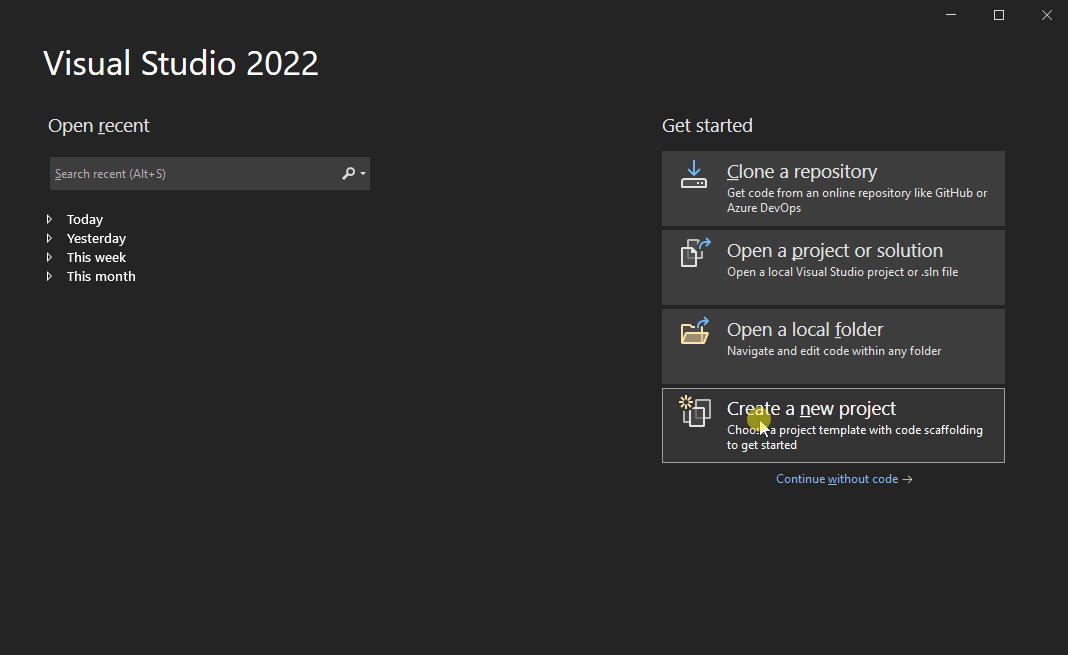 Visual Studio 2022
Open recent
Search recent (Alt+S)
Today
Yesterday
This week
This month
Get started
Clone a repository
Get code from an online repository like GitHub or
Azure DevOps
Open a project or solution
Open a local Visual Studio project or .sln file
Open a local folder
Navigate and edit code within any folder
Create a new project
Choose a project template with code scaffolding
to get started
Continue without code →